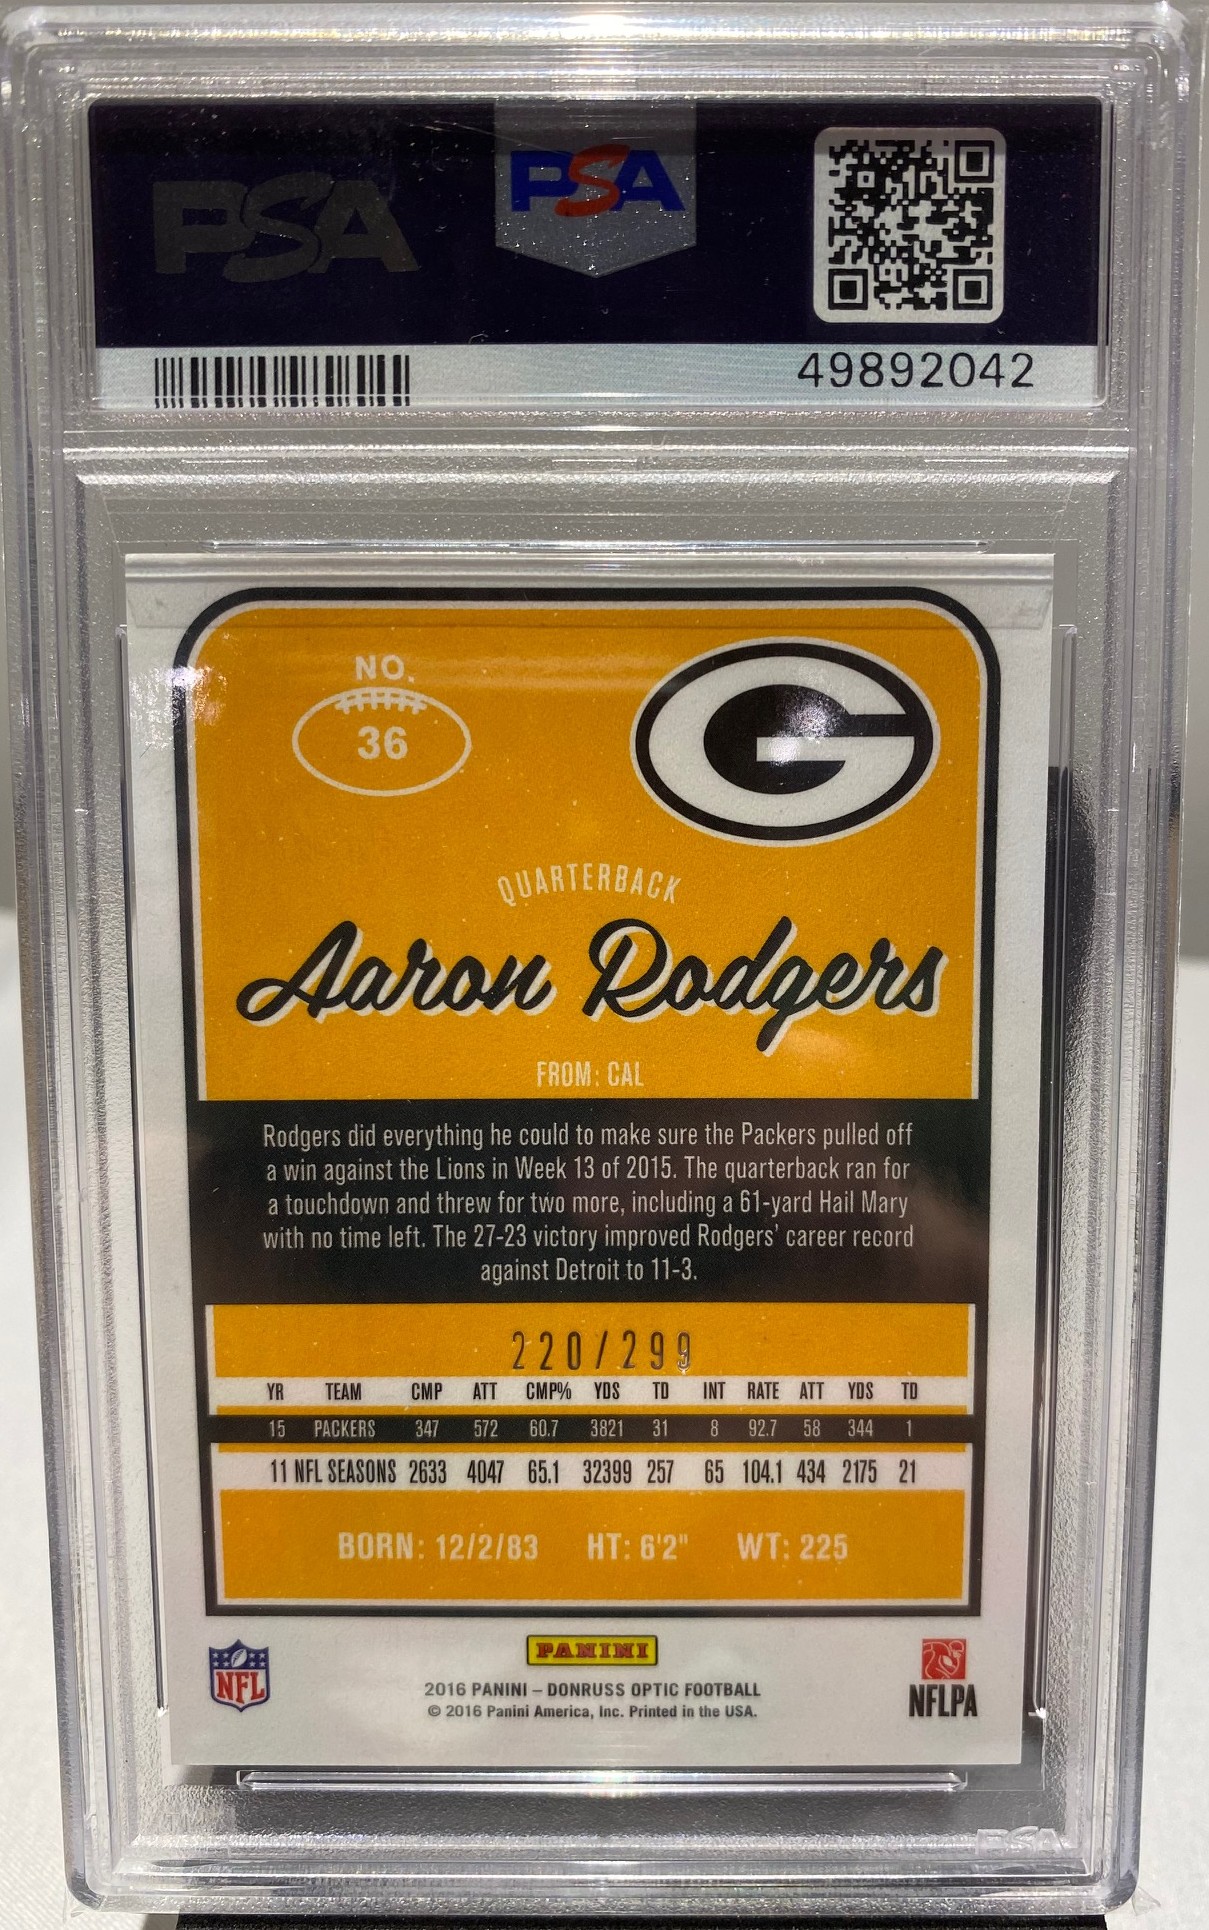 PSA
PSA
49892042
NO.
36
G
QUARTERBACK
Aaron Rodgers
FROM: CAL
Rodgers did everything he could to make sure the Packers pulled off
a win against the Lions in Week 13 of 2015. The quarterback ran for
a touchdown and threw for two more, including a 61-yard Hail Mary
with no time left. The 27-23 victory improved Rodgers' career record
against Detroit to 11-3.
220/299
YR TEAM CMP ATT CMP% YDS TD INT RATE ATT YDS TD
15 PACKERS 347 572 60.7 3821 31 8 92.7 58 344 1
11 NFL SEASONS 2633 4047 65.1 32399 257 65 104.1 434 2175 21
BORN: 12/2/83 HT: 6'2" WT: 225
NFL
PANINI
2016 PANINI – DONRUSS OPTIC FOOTBALL
© 2016 Panini America, Inc. Printed in the USA.
NFLPA
PSA